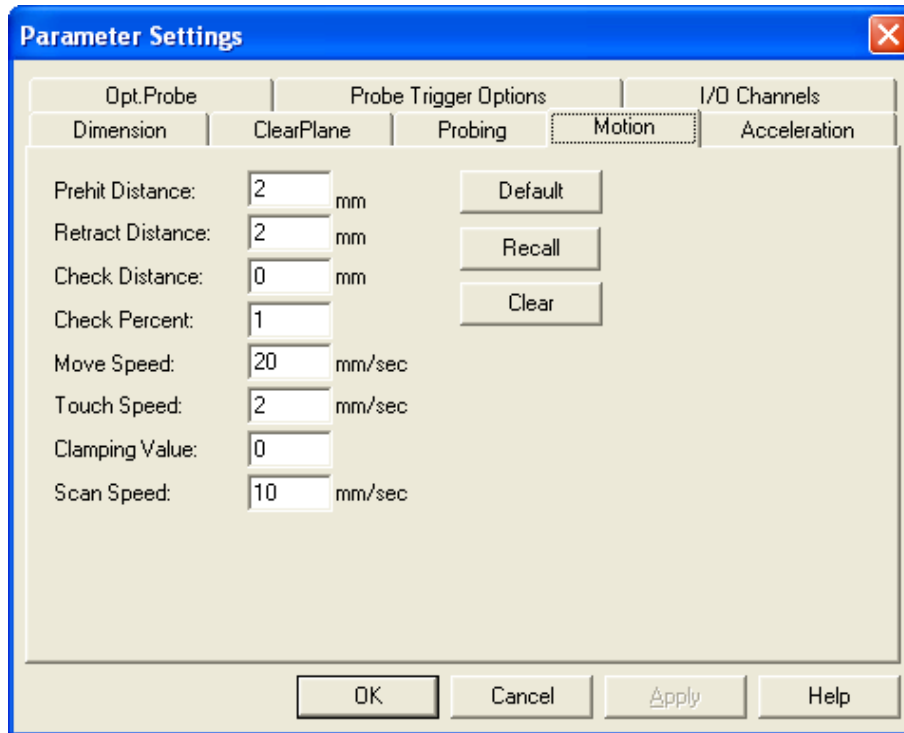 Parameter Settings
Opt.Probe Probe Trigger Options I/O Channels
Dimension ClearPlane Probing Motion Acceleration
Prehit Distance: 2 mm Default
Retract Distance: 2 mm Recall
Check Distance: 0 mm Clear
Check Percent: 1
Move Speed: 20 mm/sec
Touch Speed: 2 mm/sec
Clamping Value: 0
Scan Speed: 10 mm/sec
OK Cancel Apply Help